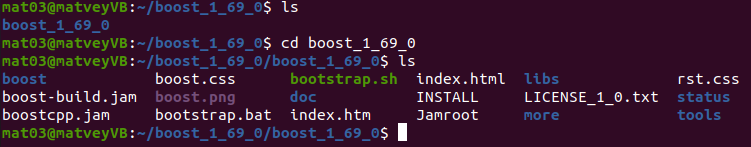 mat03@matveyVB:~/boost_1_69_0$ ls
boost_1_69_0
mat03@matveyVB:~/boost_1_69_0$ cd boost_1_69_0
mat03@matveyVB:~/boost_1_69_0/boost_1_69_0$ ls
boost boost.css bootstrap.sh index.html libs rst.css
boost-build.jam boost.png doc INSTALL LICENSE_1_0.txt status
boostcpp.jam bootstrap.bat index.htm Jamroot more tools
mat03@matveyVB:~/boost_1_69_0/boost_1_69_0$